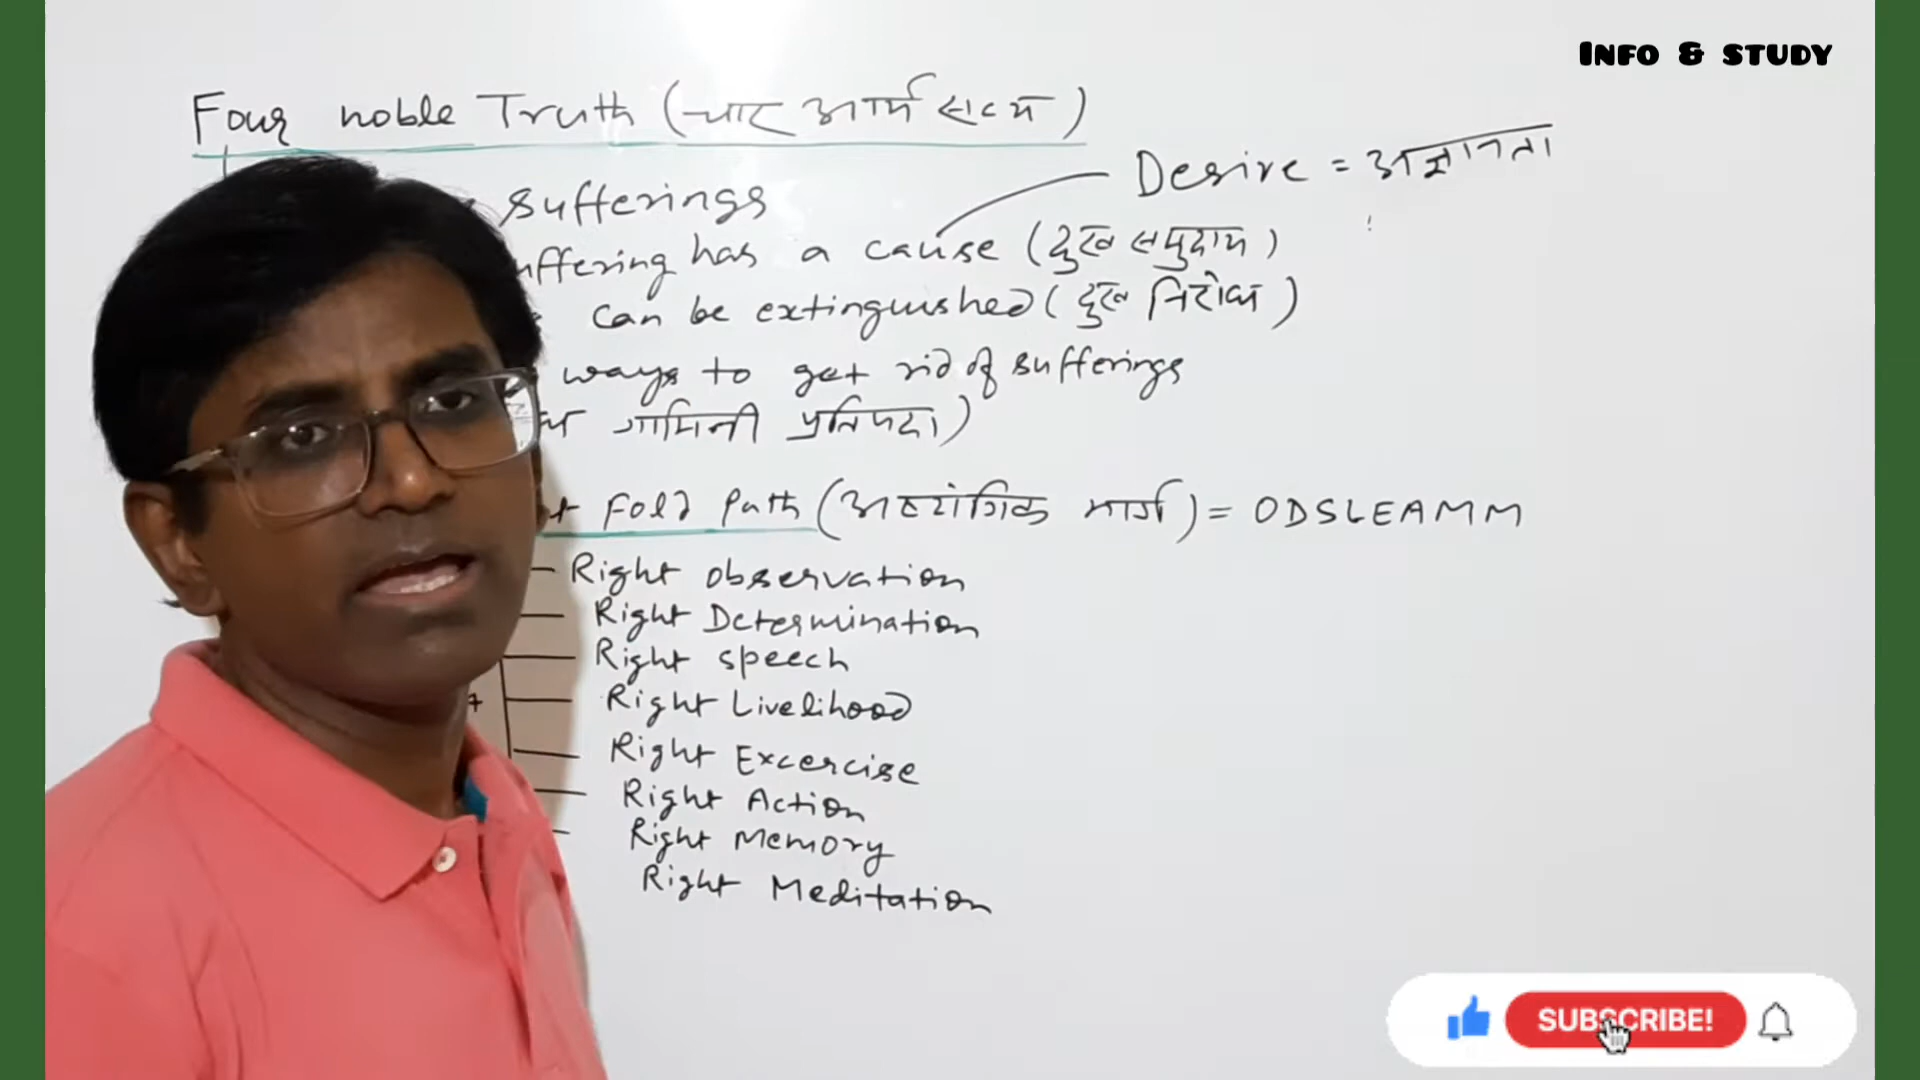 INFO & STUDY
Four noble Truth (चार आर्य सत्य)
Desire = अज्ञानता
sufferings
uffering has a cause (दुख समुदाय)
can be extinguished (दुख निरोध)
ways to get rid of sufferings
गामिनी प्रतिपदा)
Fold Path (अष्टांगिक मार्ग) = ODSLEAMM
Right observation
Right Determination
Right speech
Right Livelihood
Right Excercise
Right Action
Right Memory
Right Meditation
SUBSCRIBE!